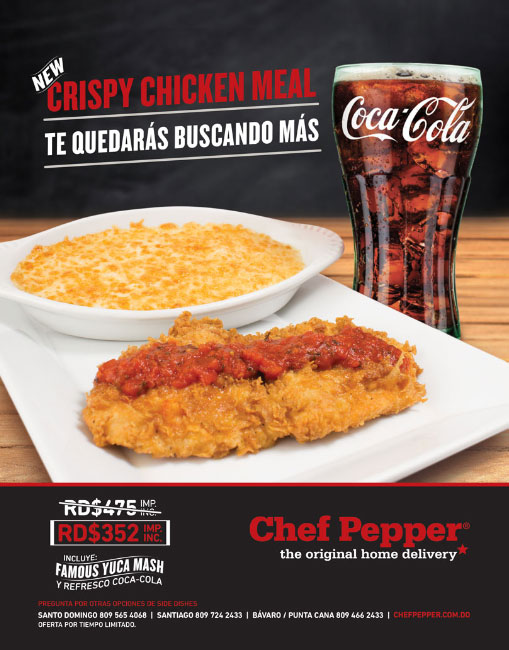 NEW
CRISPY CHICKEN MEAL
TE QUEDARÁS BUSCANDO MÁS
Coca-Cola
RD$475 IMP. INC.
RD$352 IMP. INC.
INCLUYE:
FAMOUS YUCA MASH
Y REFRESCO COCA-COLA
Chef Pepper®
the original home delivery
PREGUNTA POR OTRAS OPCIONES DE SIDE DISHES
SANTO DOMINGO 809 565 4068 | SANTIAGO 809 724 2433 | BÁVARO / PUNTA CANA 809 466 2433 | CHEFPEPPER.COM.DO
OFERTA POR TIEMPO LIMITADO.